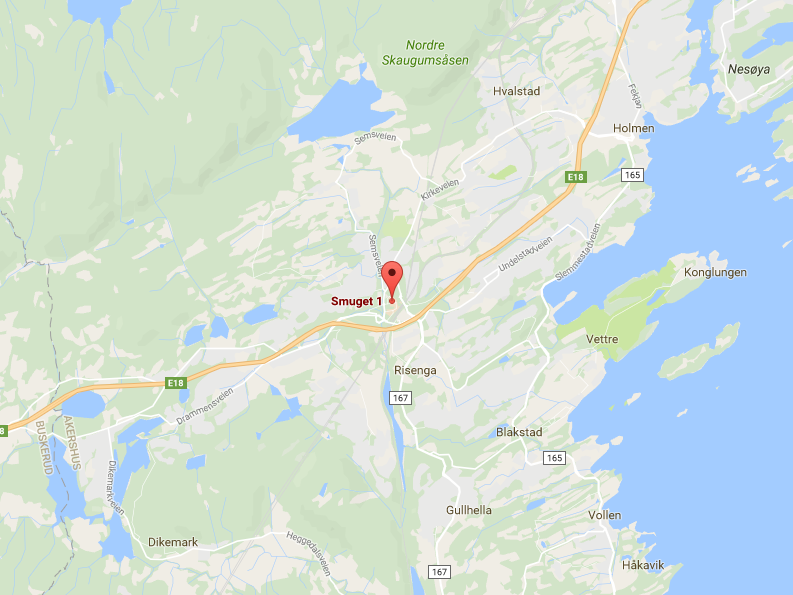 Nordre
Skaugumsåsen
Nesøya
Hvalstad
Fekjan
Holmen
Semsveien
E18
165
Kirkeveien
Semsveien
Undelstadveien
Slemmestadveien
Konglungen
Smuget 1
Vettre
Risenga
E18
167
Drammensveien
8
BUSKERUD
AKERSHUS
Blakstad
165
Dikemarkveien
Gullhella
Vollen
Dikemark
Heggedalsveien
Håkavik
167